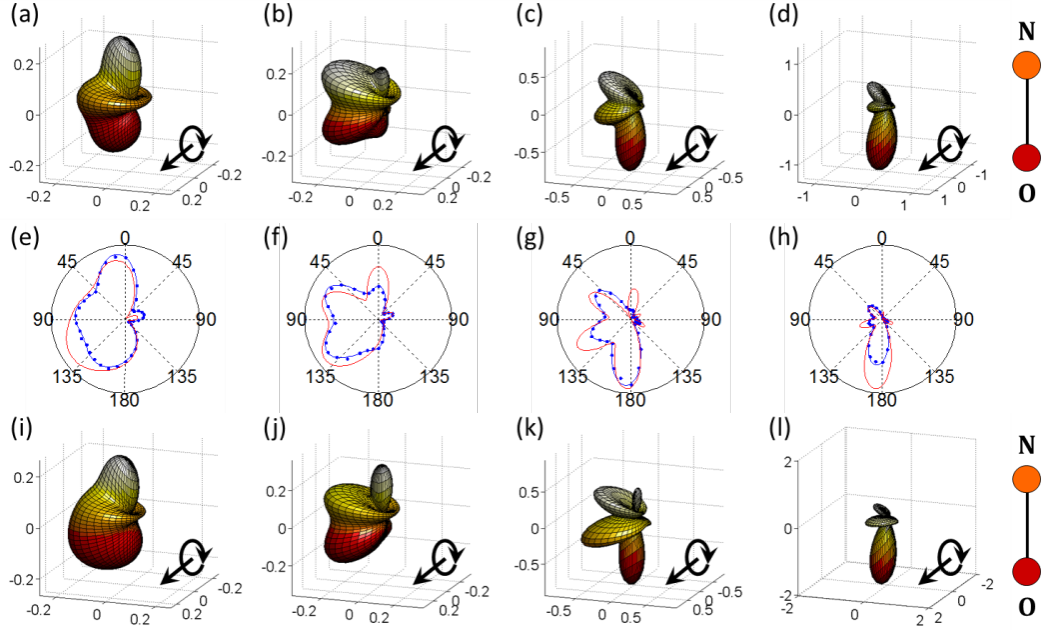 (a) (b) (c) (d)
N
0.2 0.2 0.5 1
0 0 0 0
-0.2 -0.2 -0.5 -1
-0.2 0 0.2 0.2 0 -0.2
-0.2 0 0.2 0.2 0 -0.2
-0.5 0 0.5 0.5 0 -0.5
-1 0 1 1 0 -1
O
(e) (f) (g) (h)
0 0 0 0
45 45 45 45 45 45 45 45
90 90 90 90 90 90 90 90
135 135 135 135 135 135 135 135
180 180 180 180
(i) (j) (k) (l)
N
0.2 0.2 0.5 2
0 0 0 0
-0.2 -0.2 -0.5 -2
-0.2 0 0.2 0.2 0 -0.2
-0.2 0 0.2 0.2 0 -0.2
-0.5 0 0.5 0.5 0 -0.5
0 2 2 0 -2
O